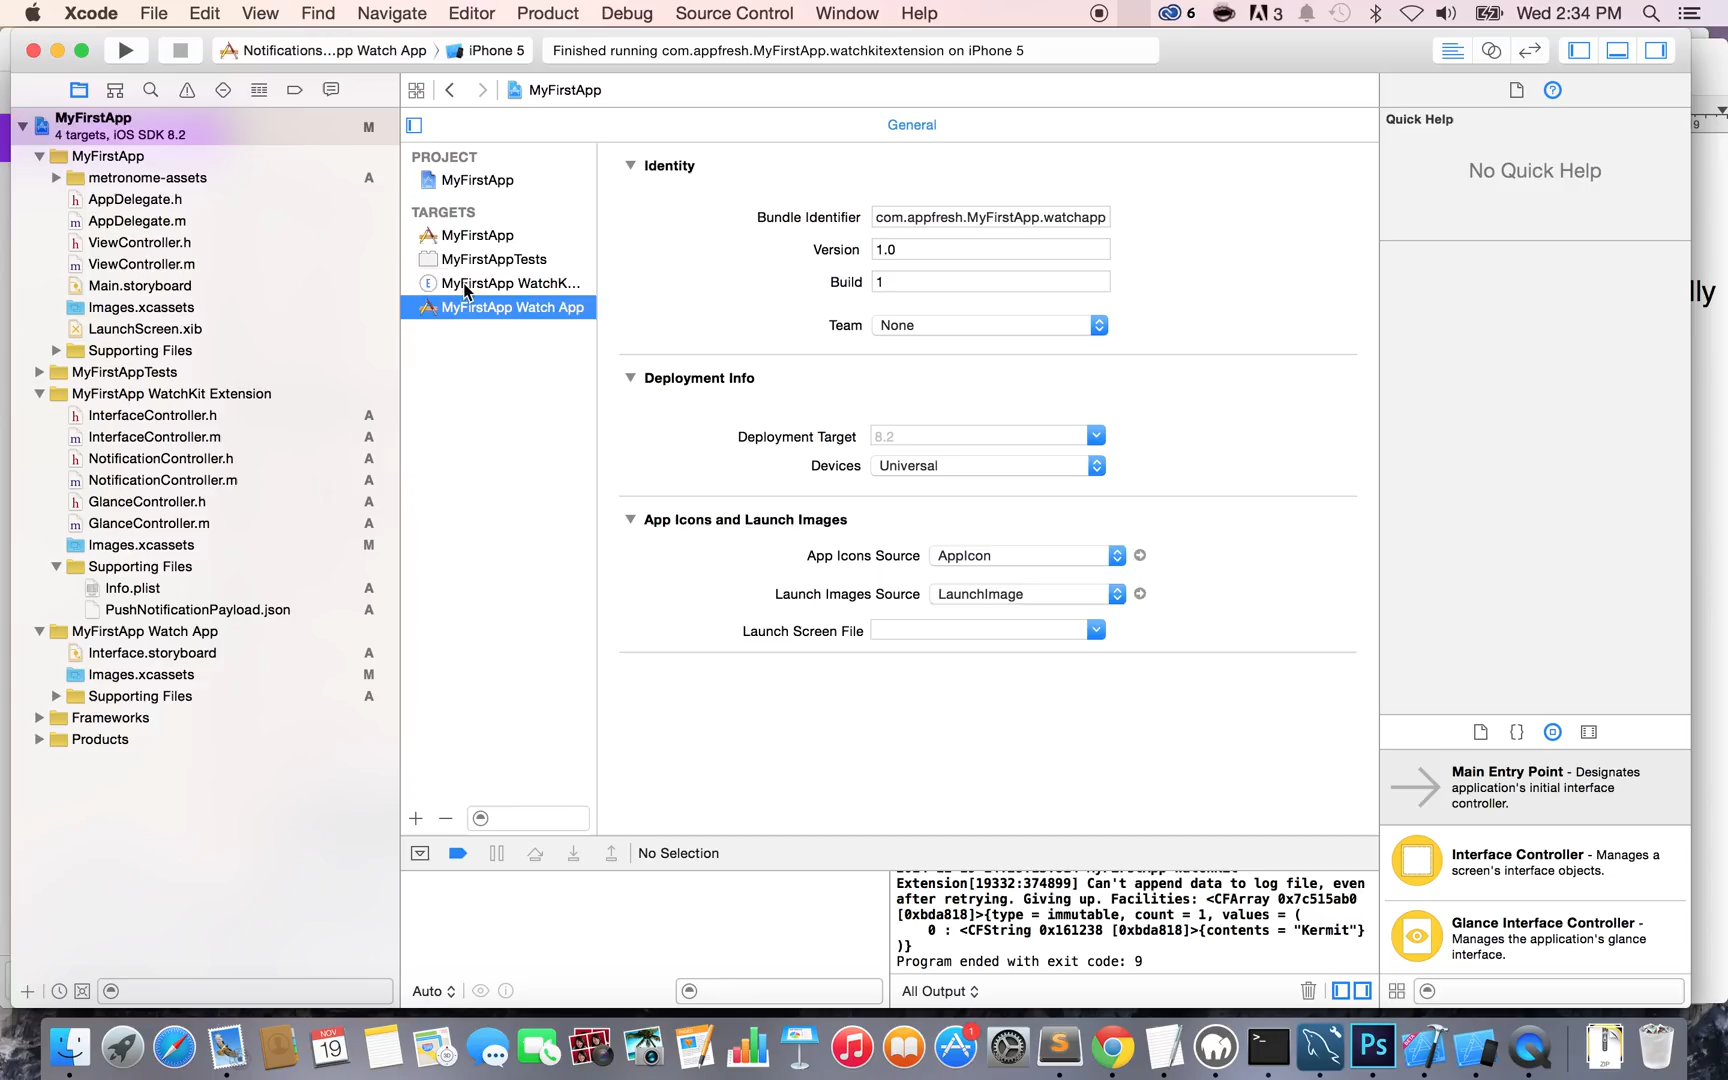 Xcode File Edit View Find Navigate Editor Product Debug Source Control Window Help 6 3 Wed 2:34 PM
Notifications...pp Watch App iPhone 5 Finished running com.appfresh.MyFirstApp.watchkitextension on iPhone 5
MyFirstApp
4 targets, iOS SDK 8.2 M
MyFirstApp
metronome-assets A
h AppDelegate.h
m AppDelegate.m
h ViewController.h
m ViewController.m
Main.storyboard
Images.xcassets
LaunchScreen.xib
Supporting Files
MyFirstAppTests
MyFirstApp WatchKit Extension
h InterfaceController.h A
m InterfaceController.m A
h NotificationController.h A
m NotificationController.m A
h GlanceController.h A
m GlanceController.m A
Images.xcassets M
Supporting Files
Info.plist A
PushNotificationPayload.json A
MyFirstApp Watch App
Interface.storyboard A
Images.xcassets M
Supporting Files A
Frameworks
Products
MyFirstApp
General
PROJECT
MyFirstApp
TARGETS
MyFirstApp
MyFirstAppTests
E MyFirstApp WatchK...
MyFirstApp Watch App
Identity
Bundle Identifier com.appfresh.MyFirstApp.watchapp
Version 1.0
Build 1
Team None
Deployment Info
Deployment Target 8.2
Devices Universal
App Icons and Launch Images
App Icons Source AppIcon
Launch Images Source LaunchImage
Launch Screen File
No Selection
Extension[19332:374899] Can't append data to log file, even
after retrying. Giving up. Facilities: <CFArray 0x7c515ab0
[0xbda818]>{type = immutable, count = 1, values = (
0 : <CFString 0x161238 [0xbda818]>{contents = "Kermit"}
)}
Program ended with exit code: 9
Auto
All Output
Quick Help
No Quick Help
Main Entry Point - Designates
application's initial interface
controller.
Interface Controller - Manages a
screen's interface objects.
Glance Interface Controller -
Manages the application's glance
interface.
9
lly
NOV
19
1
S
Ps
ZIP